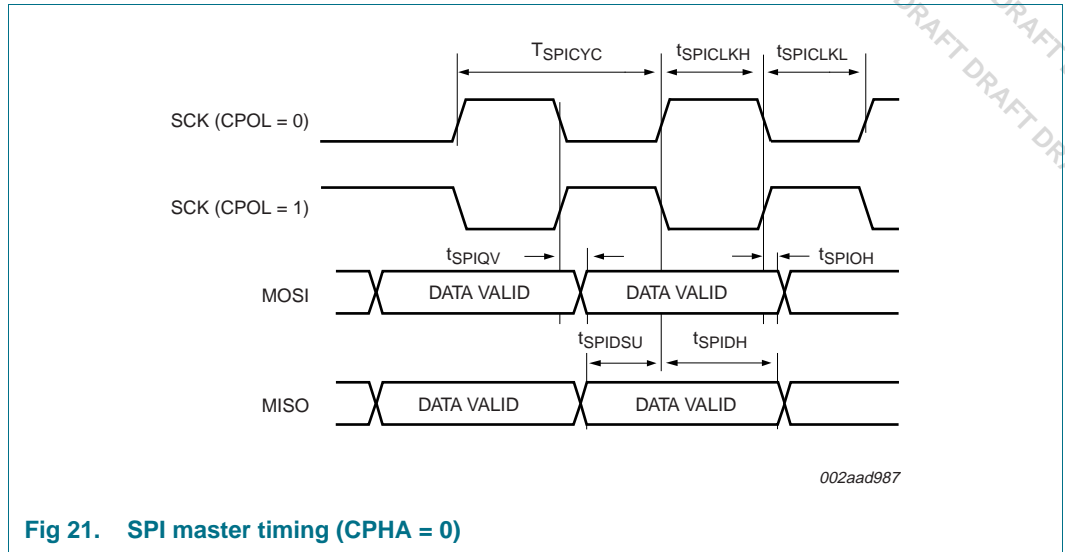 DRAFT DRAFT
DRAFT DRAFT DR
TSPICYC tSPICLKH tSPICLKL
SCK (CPOL = 0)
SCK (CPOL = 1)
tSPIQV tSPIOH
MOSI DATA VALID DATA VALID
tSPIDSU tSPIDH
MISO DATA VALID DATA VALID
002aad987
Fig 21. SPI master timing (CPHA = 0)